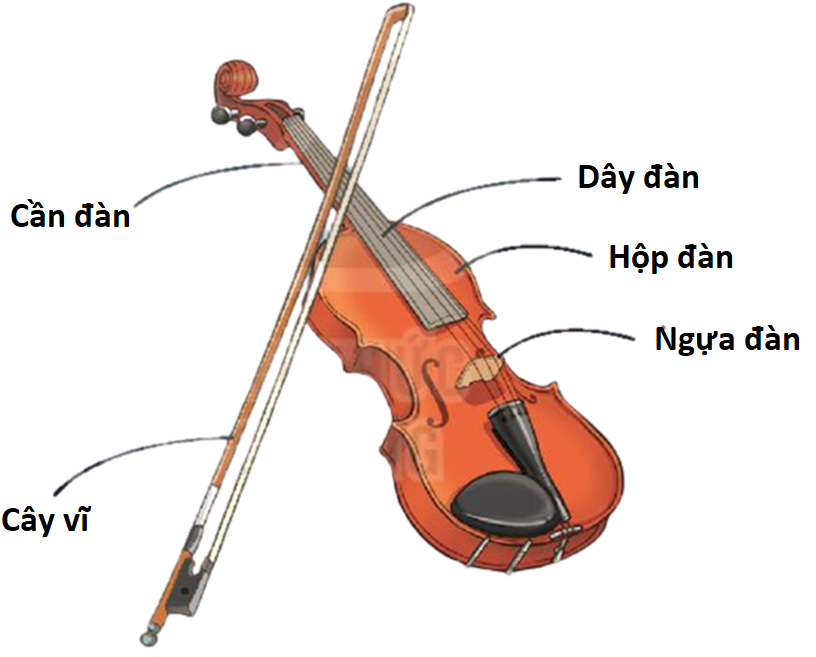 Dây đàn
Cần đàn
Hộp đàn
Ngựa đàn
Cây vĩ